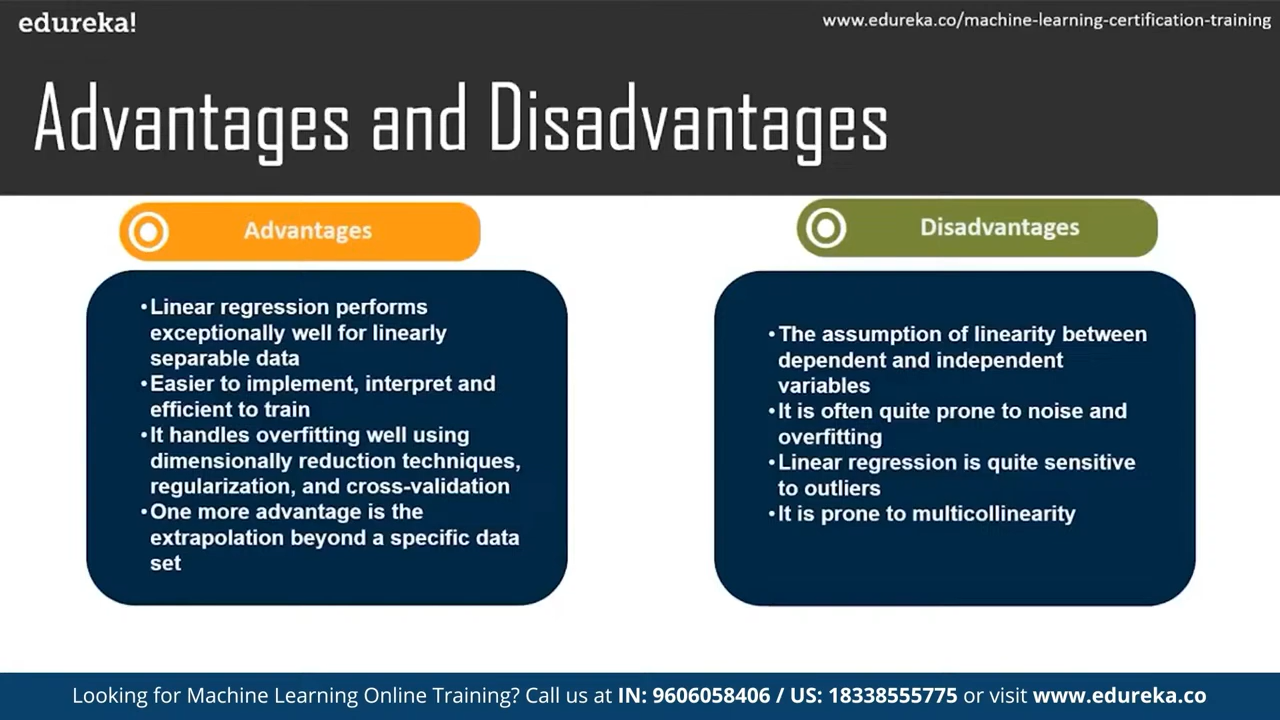 edureka!
www.edureka.co/machine-learning-certification-training
Advantages and Disadvantages
Advantages
•Linear regression performs
exceptionally well for linearly
separable data
•Easier to implement, interpret and
efficient to train
•It handles overfitting well using
dimensionally reduction techniques,
regularization, and cross-validation
•One more advantage is the
extrapolation beyond a specific data
set
Disadvantages
•The assumption of linearity between
dependent and independent
variables
•It is often quite prone to noise and
overfitting
•Linear regression is quite sensitive
to outliers
•It is prone to multicollinearity
Looking for Machine Learning Online Training? Call us at IN: 9606058406 / US: 18338555775 or visit www.edureka.co